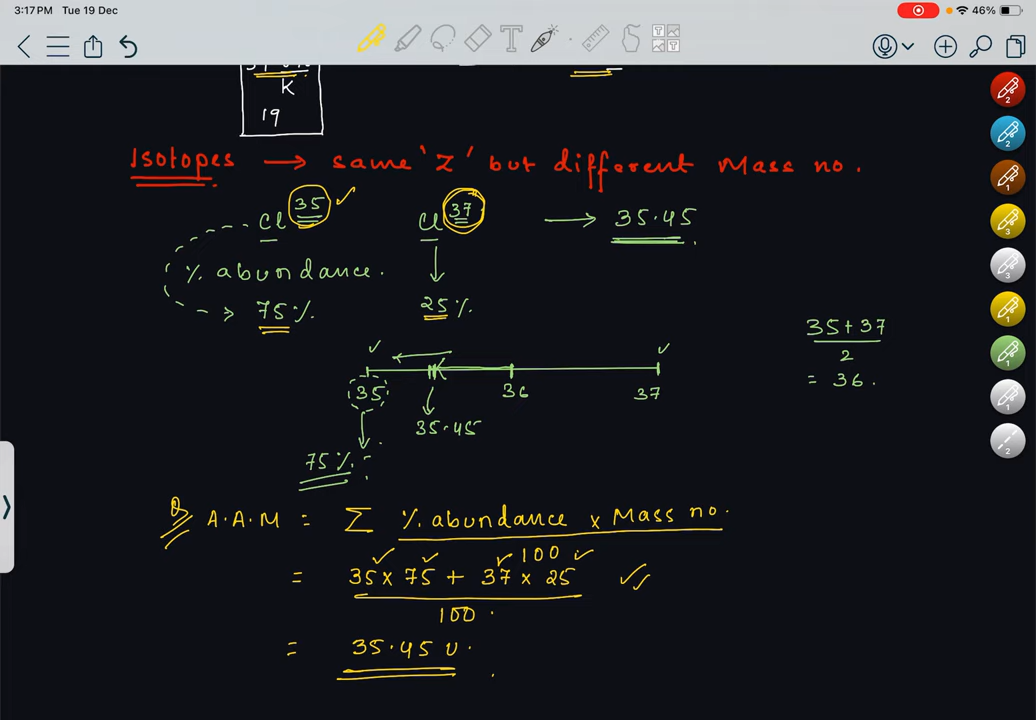 3:17PM Tue 19 Dec
46%
K
19
Isotopes → same 'Z' but different Mass no.
Cl 35 ✓ Cl 37 → 35.45
% abundance.
75% 25%
35+37
2
= 36.
35 36 37
35.45
75%
Q A.A.M = Σ % abundance x Mass no.
100
= 35 x 75 + 37 x 25
100
= 35.45 u.